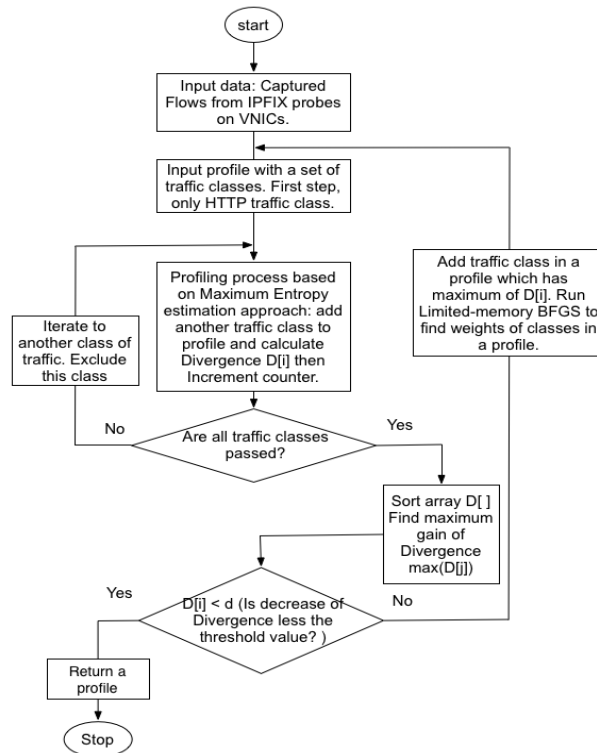 start
Input data: Captured
Flows from IPFIX probes
on VNICs.
Input profile with a set of
traffic classes. First step,
only HTTP traffic class.
Profiling process based
on Maximum Entropy
estimation approach: add
another traffic class to
profile and calculate
Divergence D[i] then
Increment counter.
Iterate to
another class of
traffic. Exclude
this class
Add traffic class in a
profile which has
maximum of D[i]. Run
Limited-memory BFGS to
find weights of classes in
a profile.
No
Are all traffic classes
passed?
Yes
Sort array D[ ]
Find maximum
gain of
Divergence
max(D[j])
Yes
D[i] < d (Is decrease of
Divergence less the
threshold value? )
No
Return a
profile
Stop